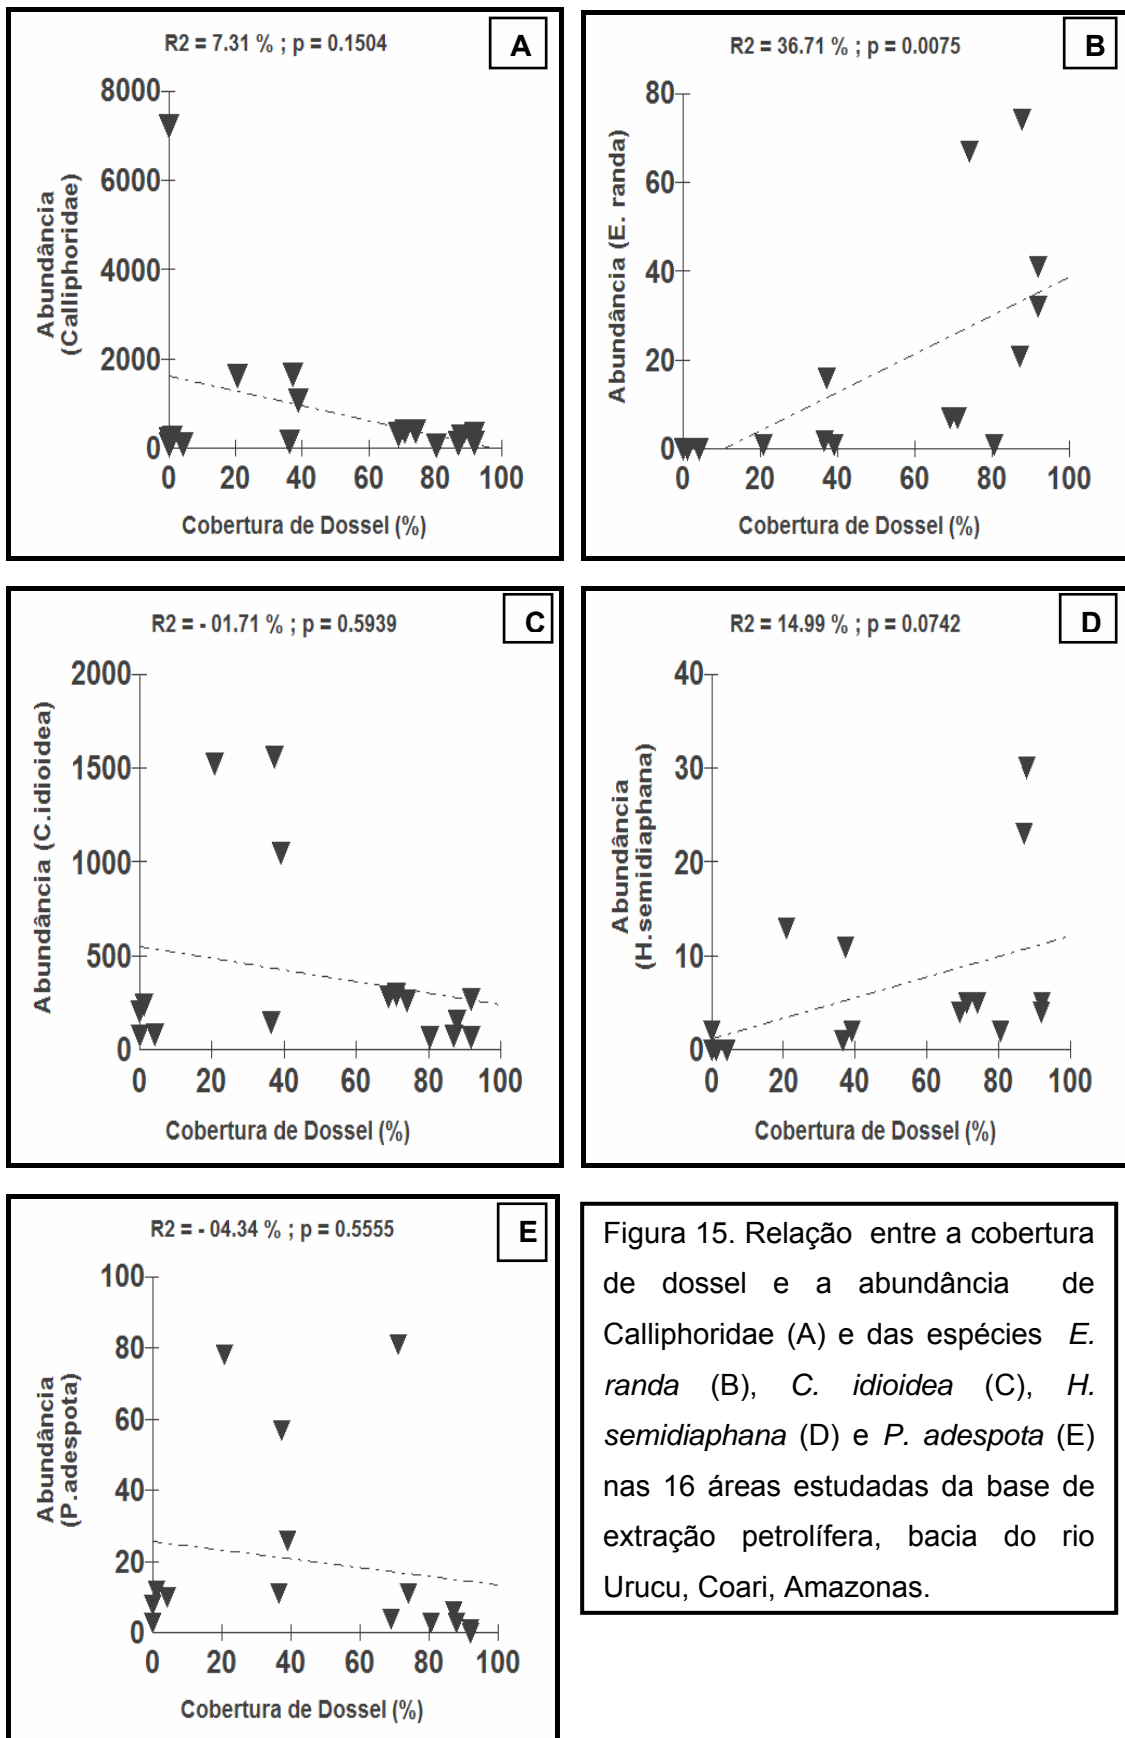 R2 = 7.31 % ; p = 0.1504
A
Abundância
(Calliphoridae)
8000
6000
4000
2000
0
0 20 40 60 80 100
Cobertura de Dossel (%)
R2 = 36.71 % ; p = 0.0075
B
Abundância (E. randa)
80
60
40
20
0
0 20 40 60 80 100
Cobertura de Dossel (%)
R2 = - 01.71 % ; p = 0.5939
C
Abundância (C.idioidea)
2000
1500
1000
500
0
0 20 40 60 80 100
Cobertura de Dossel (%)
R2 = 14.99 % ; p = 0.0742
D
Abundância
(H.semidiaphana)
40
30
20
10
0
0 20 40 60 80 100
Cobertura de Dossel (%)
R2 = - 04.34 % ; p = 0.5555
E
Abundância
(P.adespota)
100
80
60
40
20
0
0 20 40 60 80 100
Cobertura de Dossel (%)
Figura 15. Relação entre a cobertura
de dossel e a abundância de
Calliphoridae (A) e das espécies E.
randa (B), C. idioidea (C), H.
semidiaphana (D) e P. adespota (E)
nas 16 áreas estudadas da base de
extração petrolífera, bacia do rio
Urucu, Coari, Amazonas.